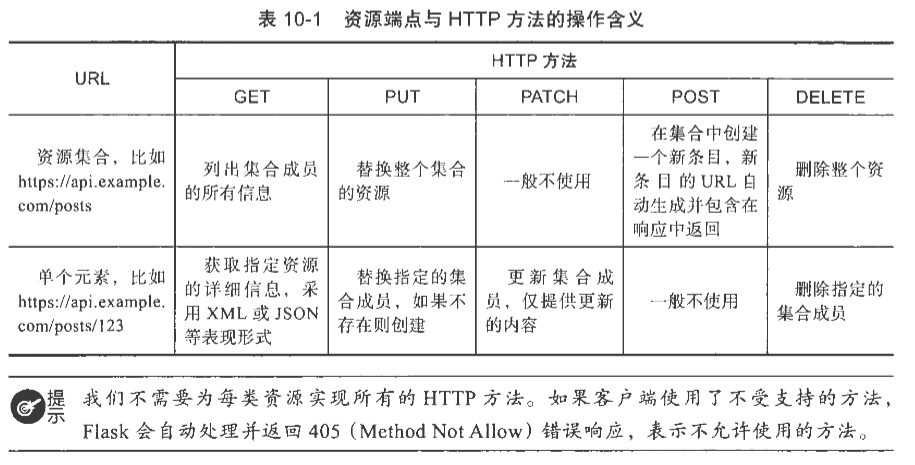 表 10-1 资源端点与 HTTP 方法的操作含义
URL
HTTP 方法
GET
PUT
PATCH
POST
DELETE
资源集合，比如
https://api.example.
com/posts
列出集合成员
的所有信息
替换整个集合
的资源
一般不使用
在集合中创建
一个新条目，新
条目的 URL 自
动生成并包含在
响应中返回
删除整个资
源
单个元素，比如
https://api.example.
com/posts/123
获取指定资源
的详细信息，采
用 XML 或 JSON
等表现形式
替换指定的集
合成员，如果不
存在则创建
更新集合成
员，仅提供更新
的内容
一般不使用
删除指定的
集合成员
提示
我们不需要为每类资源实现所有的 HTTP 方法。如果客户端使用了不受支持的方法，
Flask 会自动处理并返回 405（Method Not Allow）错误响应，表示不允许使用的方法。